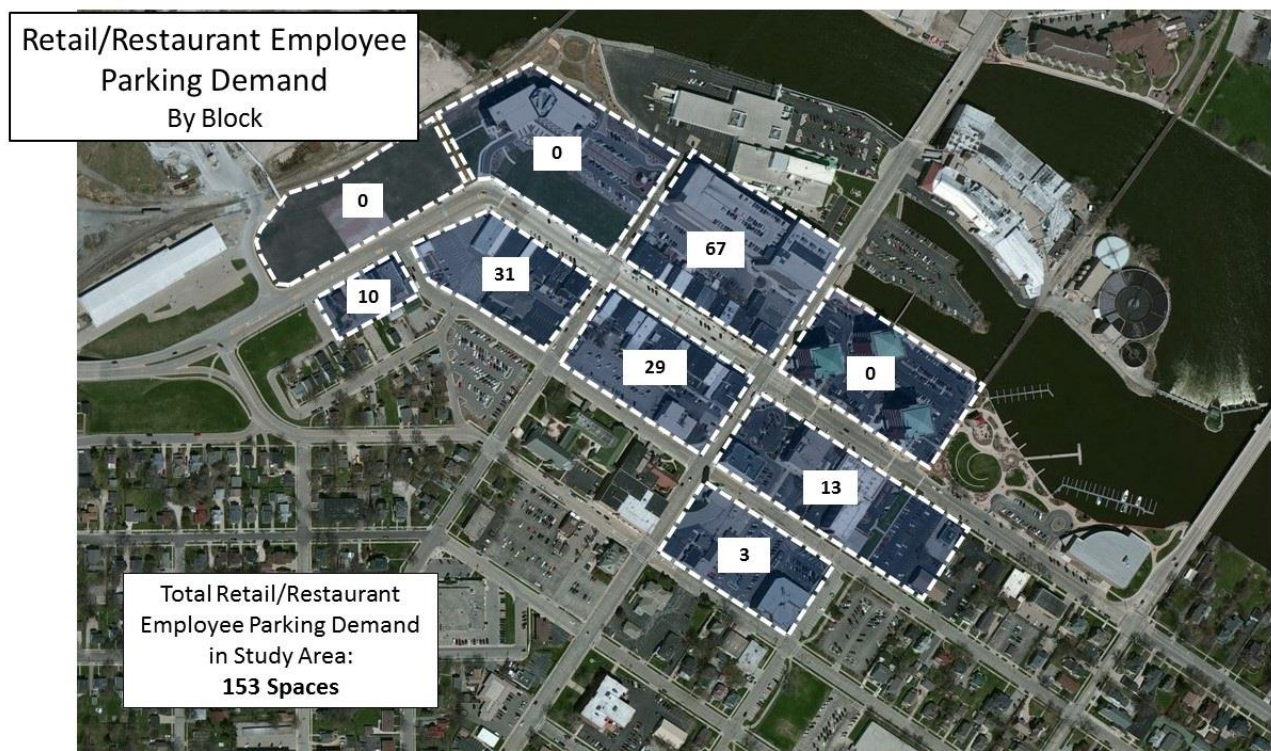 Retail/Restaurant Employee
Parking Demand
By Block
0
0
67
31
10
29
0
13
3
Total Retail/Restaurant
Employee Parking Demand
in Study Area:
153 Spaces